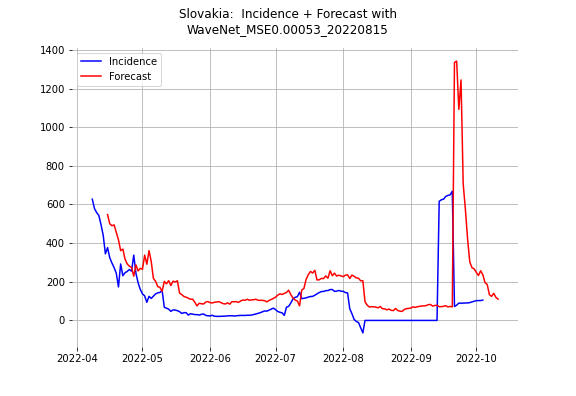 Slovakia:  Incidence + Forecast with
WaveNet_MSE0.00053_20220815
Incidence
Forecast
1400
1200
1000
800
600
400
200
0
2022-04 2022-05 2022-06 2022-07 2022-08 2022-09 2022-10